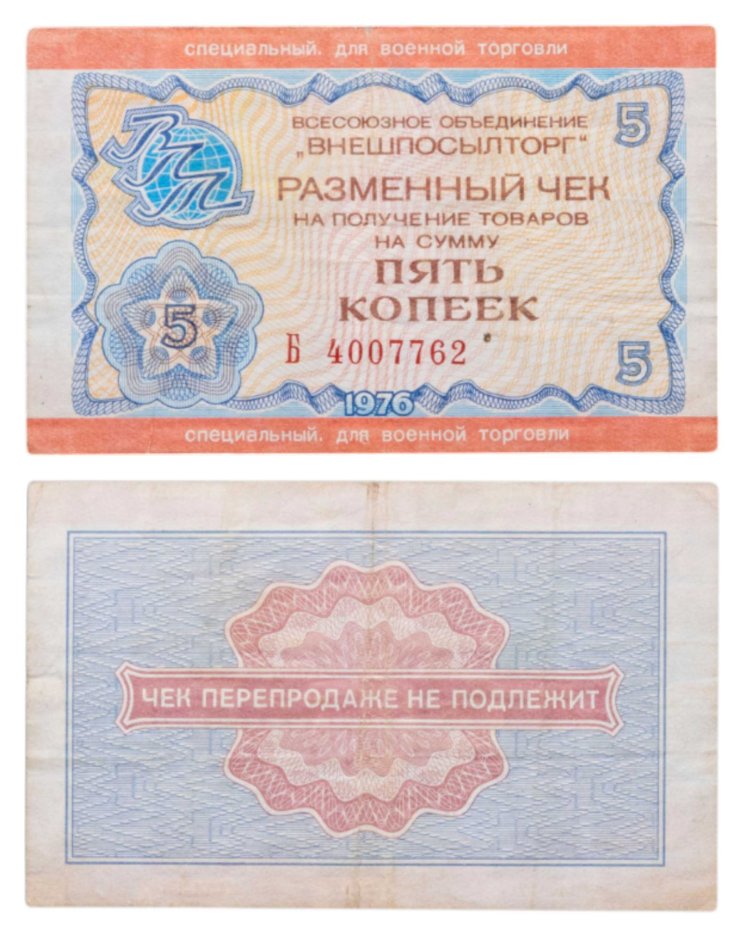 специальный. для военной торговли
ВПТ
ВСЕСОЮЗНОЕ ОБЪЕДИНЕНИЕ
„ВНЕШПОСЫЛТОРГ“
5
РАЗМЕННЫЙ ЧЕК
НА ПОЛУЧЕНИЕ ТОВАРОВ
НА СУММУ
ПЯТЬ
КОПЕЕК
5
Б 4007762
5
1976
специальный. для военной торговли
ЧЕК ПЕРЕПРОДАЖЕ НЕ ПОДЛЕЖИТ